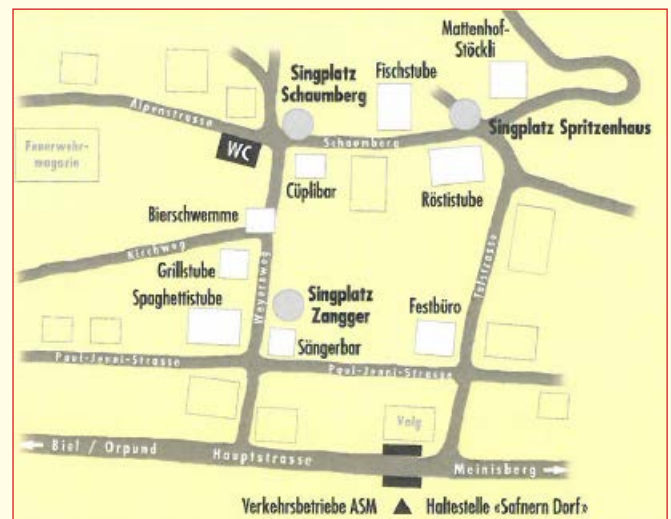 Mattenhof-
Stöckli
Singplatz
Schaumberg
Fischstube
Alpenstrasse
Singplatz Spritzenhaus
Feuerwehr-
magazin
WC
Schaumberg
Cüplibar
Röstistube
Bierschwemme
Kirchweg
Grillstube
Weyersweg
Talstrasse
Spaghettistube
Singplatz
Zangger
Festbüro
Sängerbar
Paul-Jenni-Strasse
Paul-Jenni-Strasse
Volg
Biel / Orpund
Hauptstrasse
Meinisberg
Verkehrsbetriebe ASM ▲ Haltestelle «Safnern Dorf»